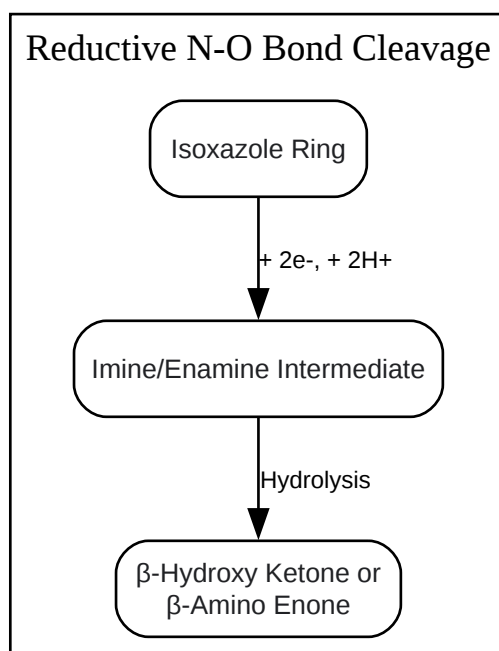 Reductive N-O Bond Cleavage
Isoxazole Ring
+ 2e-, + 2H+
Imine/Enamine Intermediate
Hydrolysis
β-Hydroxy Ketone or
β-Amino Enone